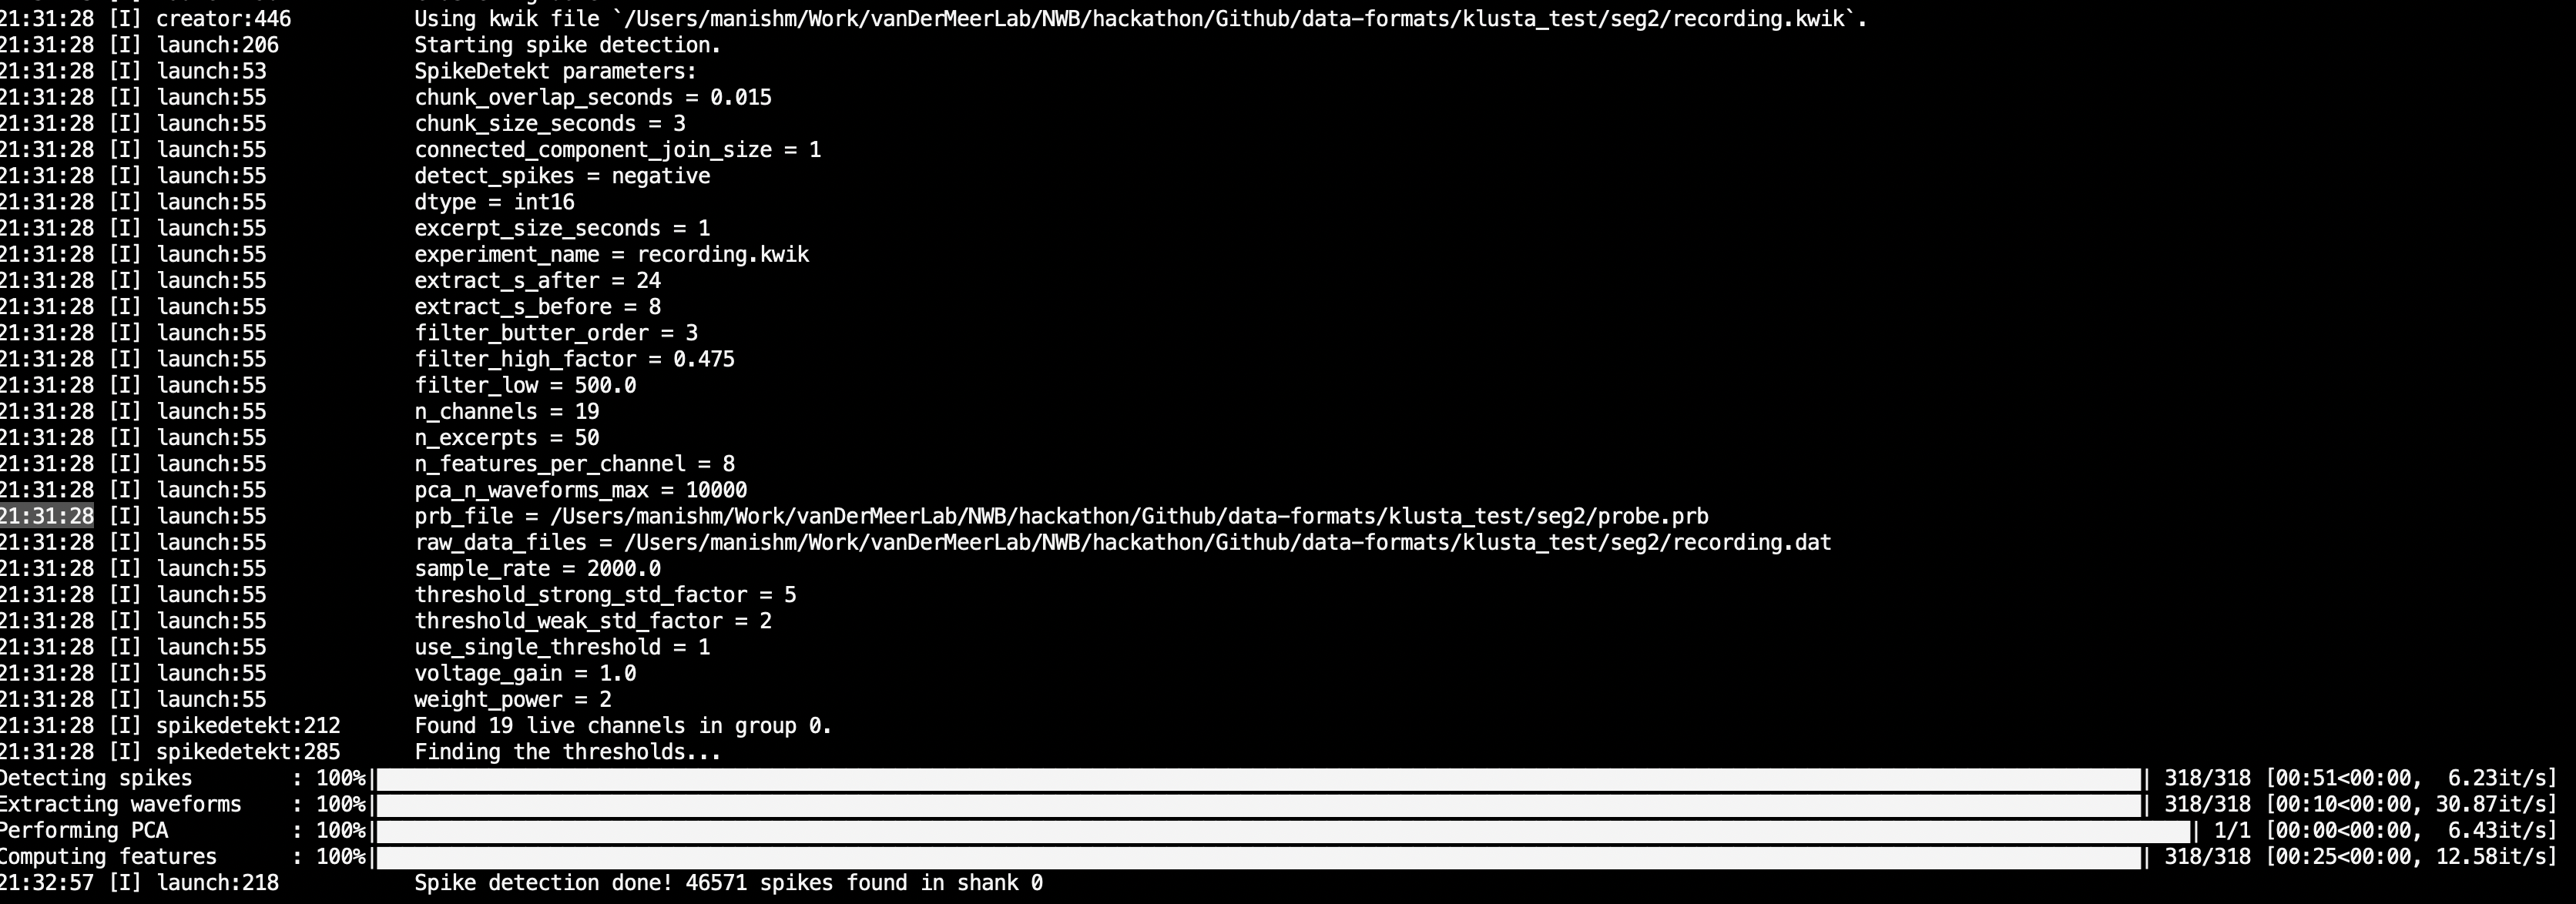 21:31:28 [I] creator:446 Using kwik file `/Users/manishm/Work/vanDerMeerLab/NWB/hackathon/Github/data-formats/klusta_test/seg2/recording.kwik`.
21:31:28 [I] launch:206 Starting spike detection.
21:31:28 [I] launch:53 SpikeDetekt parameters:
21:31:28 [I] launch:55 chunk_overlap_seconds = 0.015
21:31:28 [I] launch:55 chunk_size_seconds = 3
21:31:28 [I] launch:55 connected_component_join_size = 1
21:31:28 [I] launch:55 detect_spikes = negative
21:31:28 [I] launch:55 dtype = int16
21:31:28 [I] launch:55 excerpt_size_seconds = 1
21:31:28 [I] launch:55 experiment_name = recording.kwik
21:31:28 [I] launch:55 extract_s_after = 24
21:31:28 [I] launch:55 extract_s_before = 8
21:31:28 [I] launch:55 filter_butter_order = 3
21:31:28 [I] launch:55 filter_high_factor = 0.475
21:31:28 [I] launch:55 filter_low = 500.0
21:31:28 [I] launch:55 n_channels = 19
21:31:28 [I] launch:55 n_excerpts = 50
21:31:28 [I] launch:55 n_features_per_channel = 8
21:31:28 [I] launch:55 pca_n_waveforms_max = 10000
21:31:28 [I] launch:55 prb_file = /Users/manishm/Work/vanDerMeerLab/NWB/hackathon/Github/data-formats/klusta_test/seg2/probe.prb
21:31:28 [I] launch:55 raw_data_files = /Users/manishm/Work/vanDerMeerLab/NWB/hackathon/Github/data-formats/klusta_test/seg2/recording.dat
21:31:28 [I] launch:55 sample_rate = 2000.0
21:31:28 [I] launch:55 threshold_strong_std_factor = 5
21:31:28 [I] launch:55 threshold_weak_std_factor = 2
21:31:28 [I] launch:55 use_single_threshold = 1
21:31:28 [I] launch:55 voltage_gain = 1.0
21:31:28 [I] launch:55 weight_power = 2
21:31:28 [I] spikedetekt:212 Found 19 live channels in group 0.
21:31:28 [I] spikedetekt:285 Finding the thresholds...
Detecting spikes : 100%| | 318/318 [00:51<00:00, 6.23it/s]
Extracting waveforms : 100%| | 318/318 [00:10<00:00, 30.87it/s]
Performing PCA : 100%| | 1/1 [00:00<00:00, 6.43it/s]
Computing features : 100%| | 318/318 [00:25<00:00, 12.58it/s]
21:32:57 [I] launch:218 Spike detection done! 46571 spikes found in shank 0